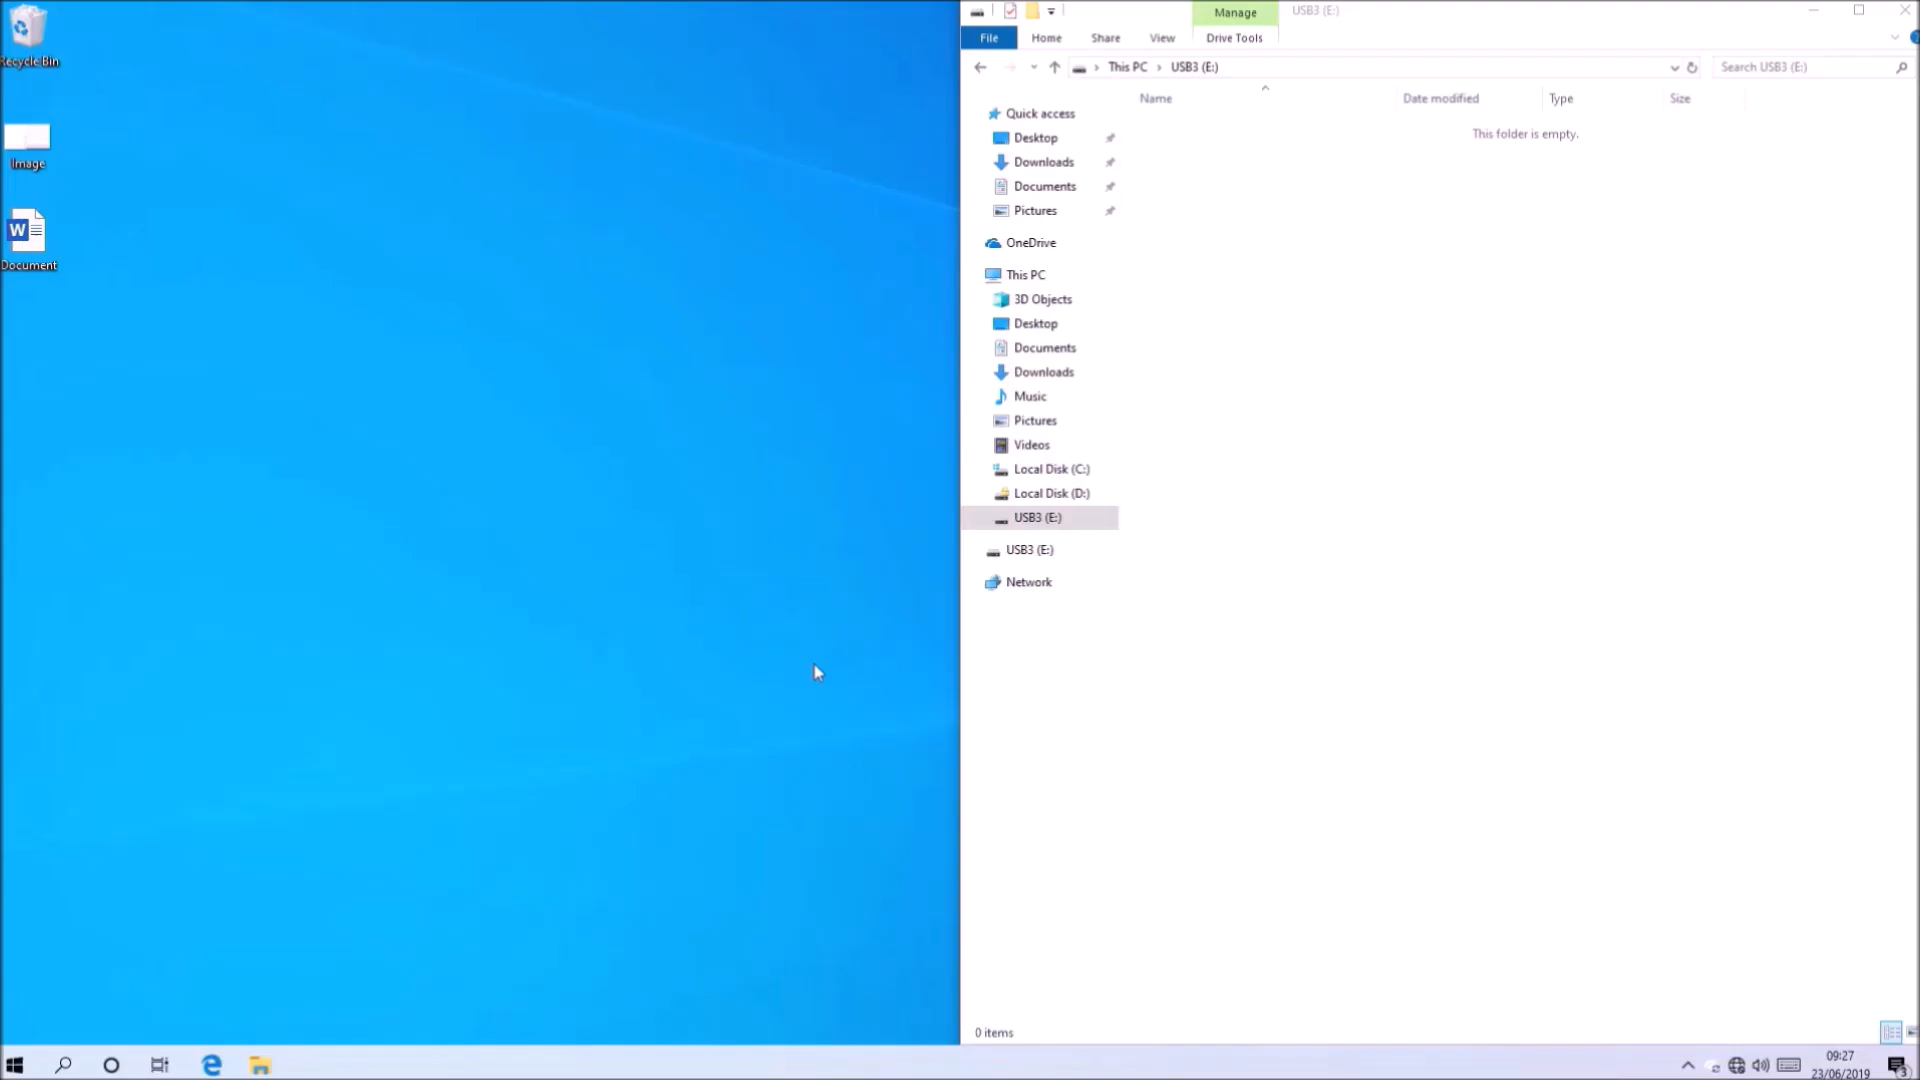 Recycle Bin
Image
W
Document
Manage
USB3 (E:)
File
Home
Share
View
Drive Tools
This PC
USB3 (E:)
Search USB3 (E:)
Name
Date modified
Type
Size
This folder is empty.
Quick access
Desktop
Downloads
Documents
Pictures
OneDrive
This PC
3D Objects
Desktop
Documents
Downloads
Music
Pictures
Videos
Local Disk (C:)
Local Disk (D:)
USB3 (E:)
USB3 (E:)
Network
0 items
09:27
23/06/2019
3